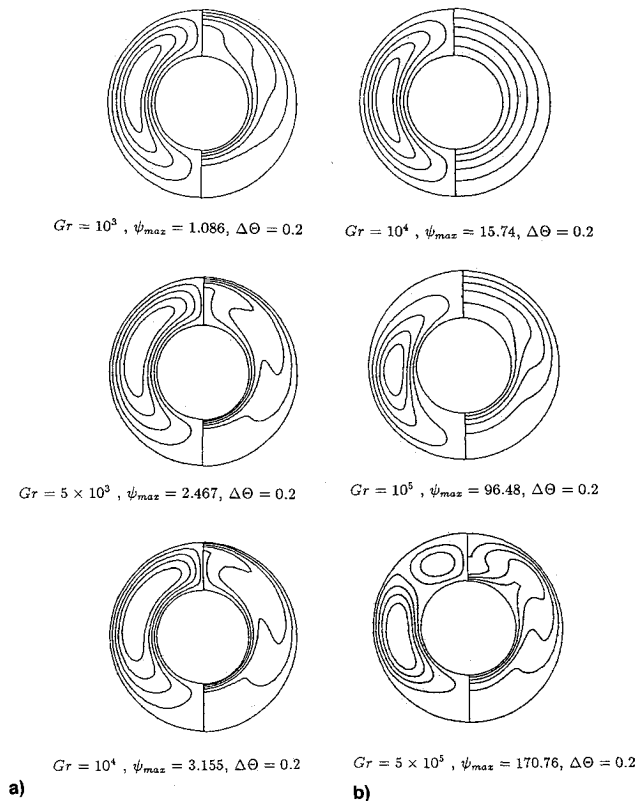 Gr = 10³ , ψmax = 1.086, ΔΘ = 0.2
Gr = 10⁴ , ψmax = 15.74, ΔΘ = 0.2
Gr = 5 × 10³ , ψmax = 2.467, ΔΘ = 0.2
Gr = 10⁵ , ψmax = 96.48, ΔΘ = 0.2
Gr = 10⁴ , ψmax = 3.155, ΔΘ = 0.2
Gr = 5 × 10⁵ , ψmax = 170.76, ΔΘ = 0.2
a)
b)